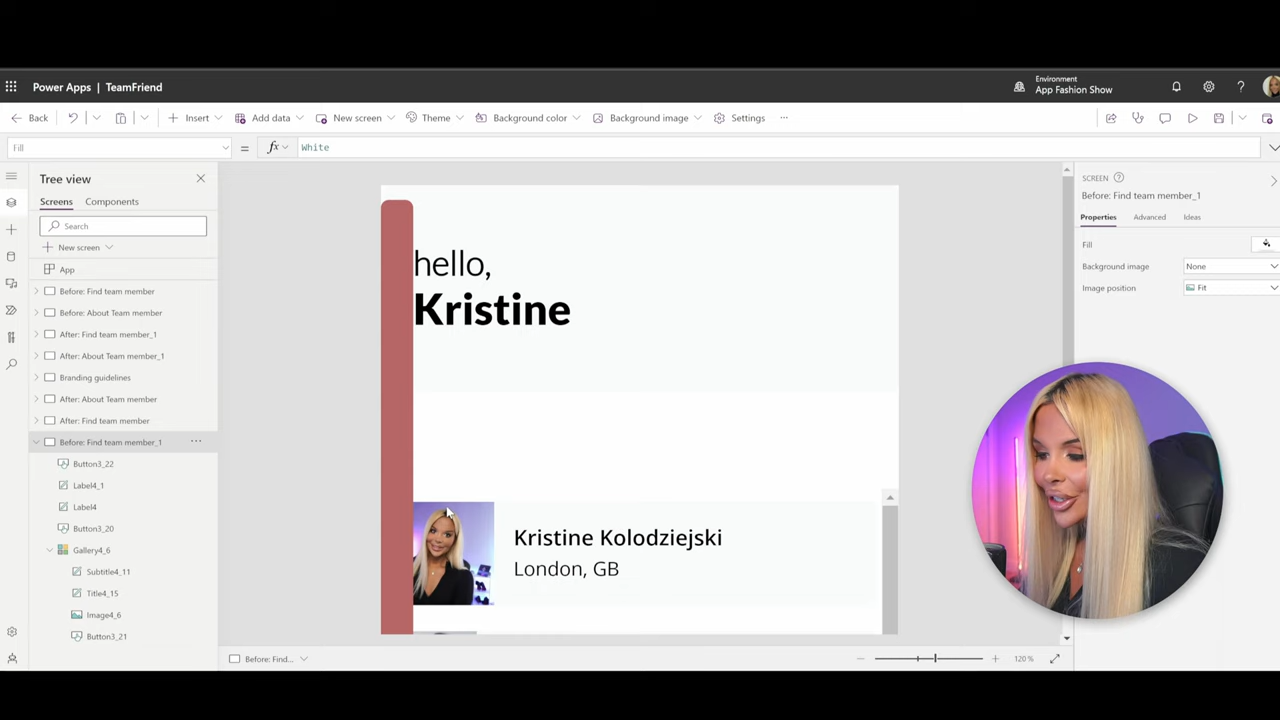 Power Apps | TeamFriend
Environment
App Fashion Show
Back
Insert
Add data
New screen
Theme
Background color
Background image
Settings
Fill
=
fx
White
Tree view
Screens
Components
Search
New screen
App
Before: Find team member
Before: About Team member
After: Find team member_1
After: About Team member_1
Branding guidelines
After: About Team member
After: Find team member
Before: Find team member_1
Button3_22
Label4_1
Label4
Button3_20
Gallery4_6
Subtitle4_11
Title4_15
Image4_6
Button3_21
hello,
Kristine
Kristine Kolodziejski
London, GB
SCREEN
Before: Find team member_1
Properties
Advanced
Ideas
Fill
Background image
None
Image position
Fit
Before: Find...
120 %